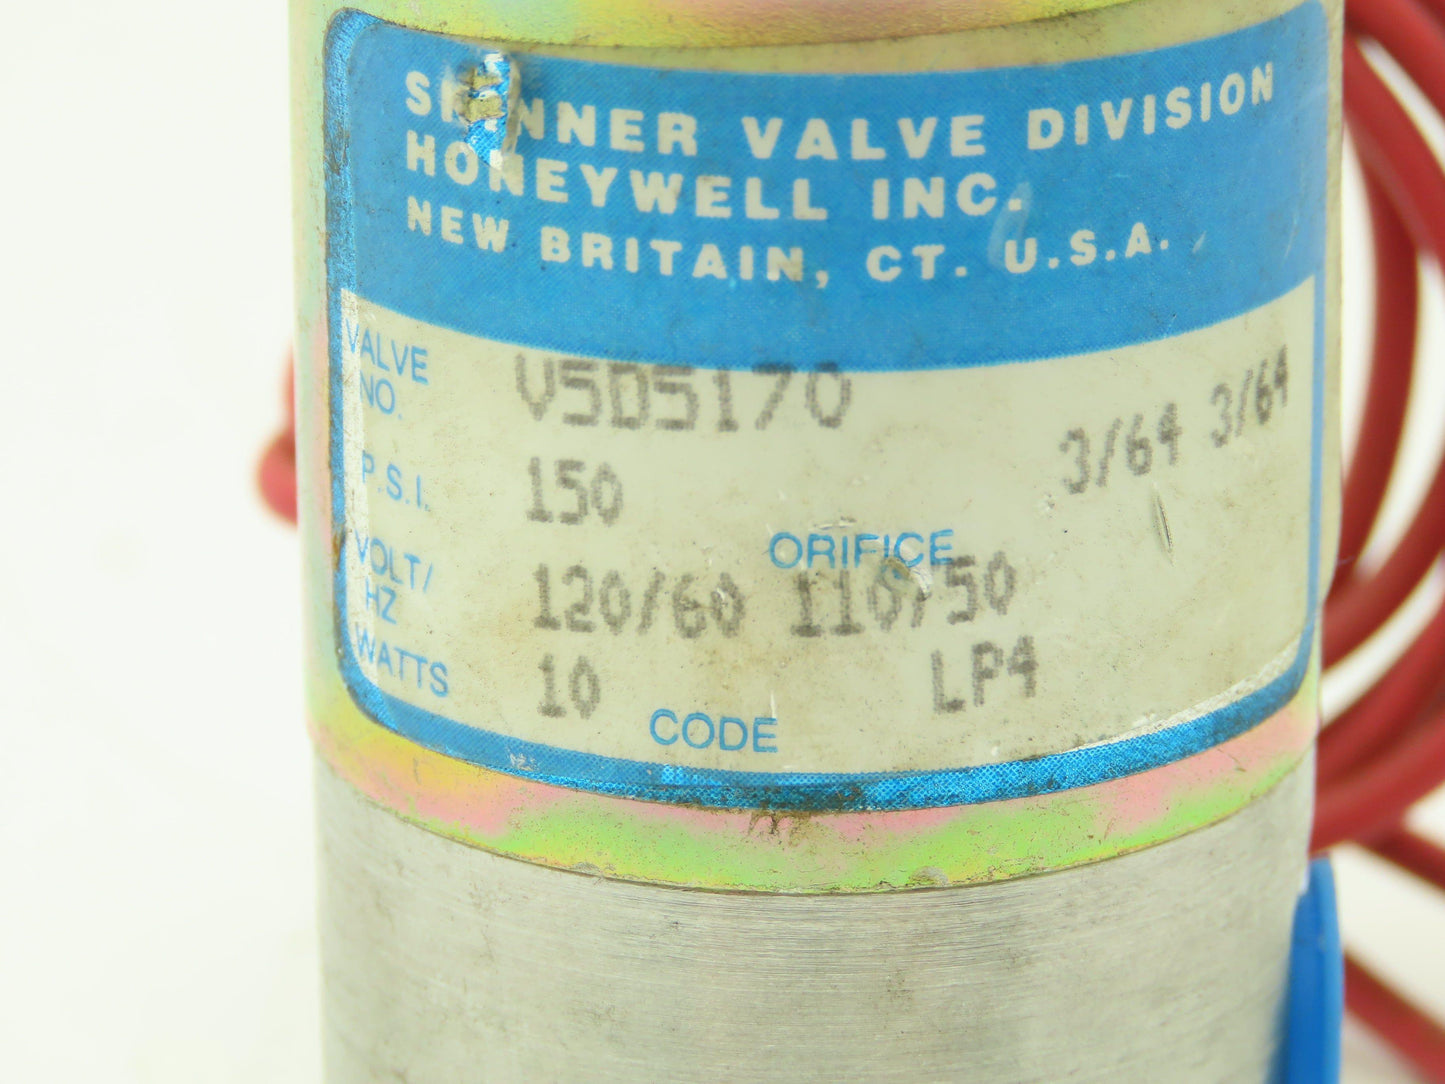 SKINNER VALVE DIVISION
HONEYWELL INC.
NEW BRITAIN, CT. U.S.A.
VALVE NO. V5D5170
3/64 3/64
P.S.I. 150
ORIFICE
VOLT/HZ 120/60 110/50
WATTS 10
CODE LP4